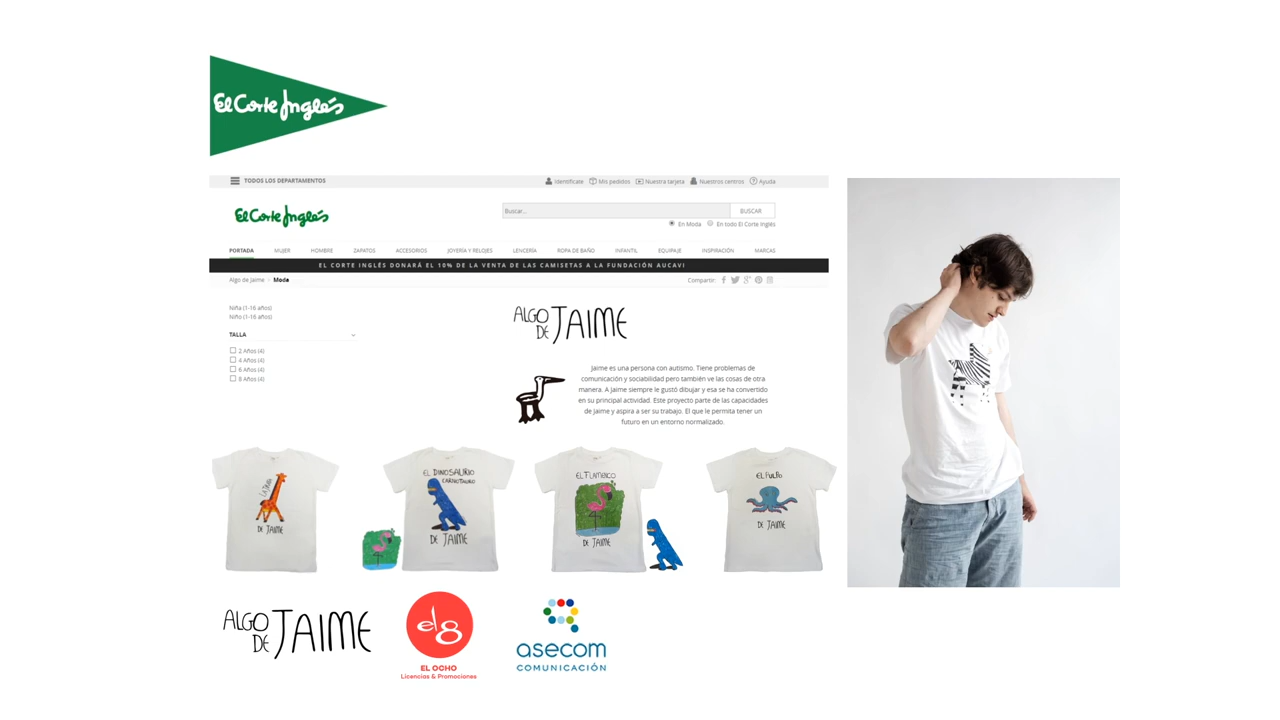 El Corte Inglés
TODOS LOS DEPARTAMENTOS
Identifícate
Mis pedidos
Nuestra tarjeta
Nuestros centros
Ayuda
El Corte Inglés
Buscar...
BUSCAR
En Moda
En todo El Corte Inglés
PORTADA
MUJER
HOMBRE
ZAPATOS
ACCESORIOS
JOYERÍA Y RELOJES
LENCERÍA
ROPA DE BAÑO
INFANTIL
EQUIPAJE
INSPIRACIÓN
MARCAS
EL CORTE INGLÉS DONARÁ EL 10% DE LA VENTA DE LAS CAMISETAS A LA FUNDACIÓN AUCAVI
Algo de Jaime > Moda
Compartir:
Niña (1-16 años)
Niño (1-16 años)
TALLA
2 Años (4)
4 Años (4)
6 Años (4)
8 Años (4)
ALGO
DE JAIME
Jaime es una persona con autismo. Tiene problemas de
comunicación y sociabilidad pero también ve las cosas de otra
manera. A Jaime siempre le gustó dibujar y esa se ha convertido
en su principal actividad. Este proyecto parte de las capacidades
de Jaime y aspira a ser su trabajo. El que le permita tener un
futuro en un entorno normalizado.
DE JAIME
EL DINOSAURIO
CARNOTAURO
DE JAIME
EL FLAMENCO
DE JAIME
EL PULPO
DE JAIME
ALGO
DE JAIME
el8
EL OCHO
Licencias & Promociones
asecom
COMUNICACIÓN